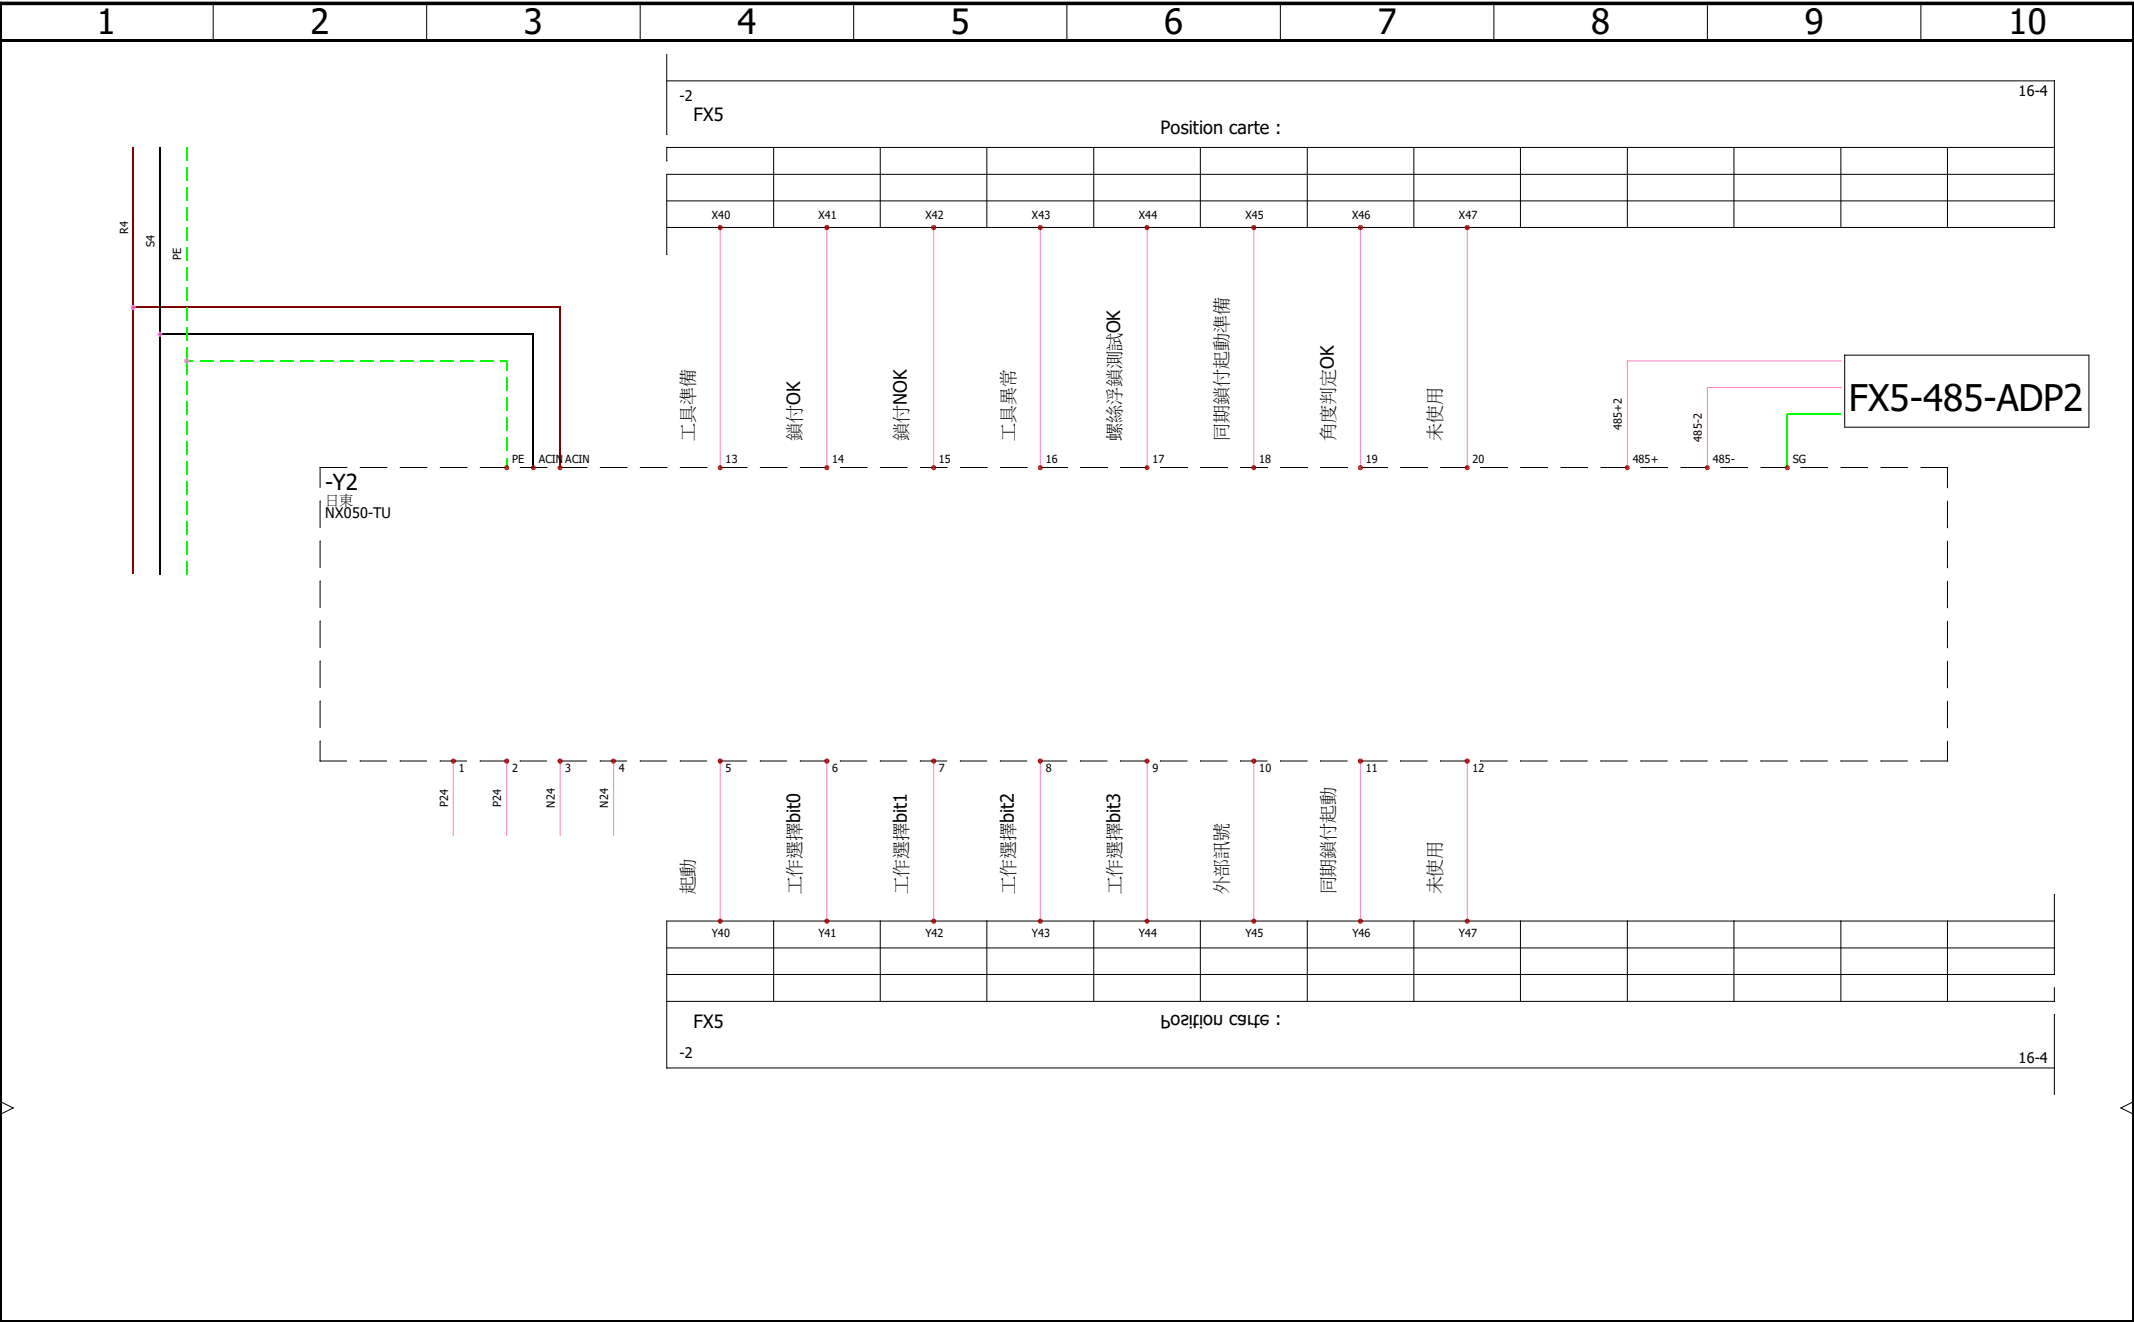 1 2 3 4 5 6 7 8 9 10
-2
FX5
16-4
Position carte :
X40 X41 X42 X43 X44 X45 X46 X47
R4
S4
PE
工具準備
鎖付OK
鎖付NOK
工具異常
螺絲浮鎖測試OK
同期鎖付起動準備
角度判定OK
未使用
485+2
485-2
FX5-485-ADP2
PE ACIN ACIN 13 14 15 16 17 18 19 20 485+ 485- SG
-Y2
日東
NX050-TU
1 2 3 4 5 6 7 8 9 10 11 12
P24
P24
N24
N24
起動
工作選擇bit0
工作選擇bit1
工作選擇bit2
工作選擇bit3
外部訊號
同期鎖付起動
未使用
Y40 Y41 Y42 Y43 Y44 Y45 Y46 Y47
FX5
Position carte :
-2
16-4